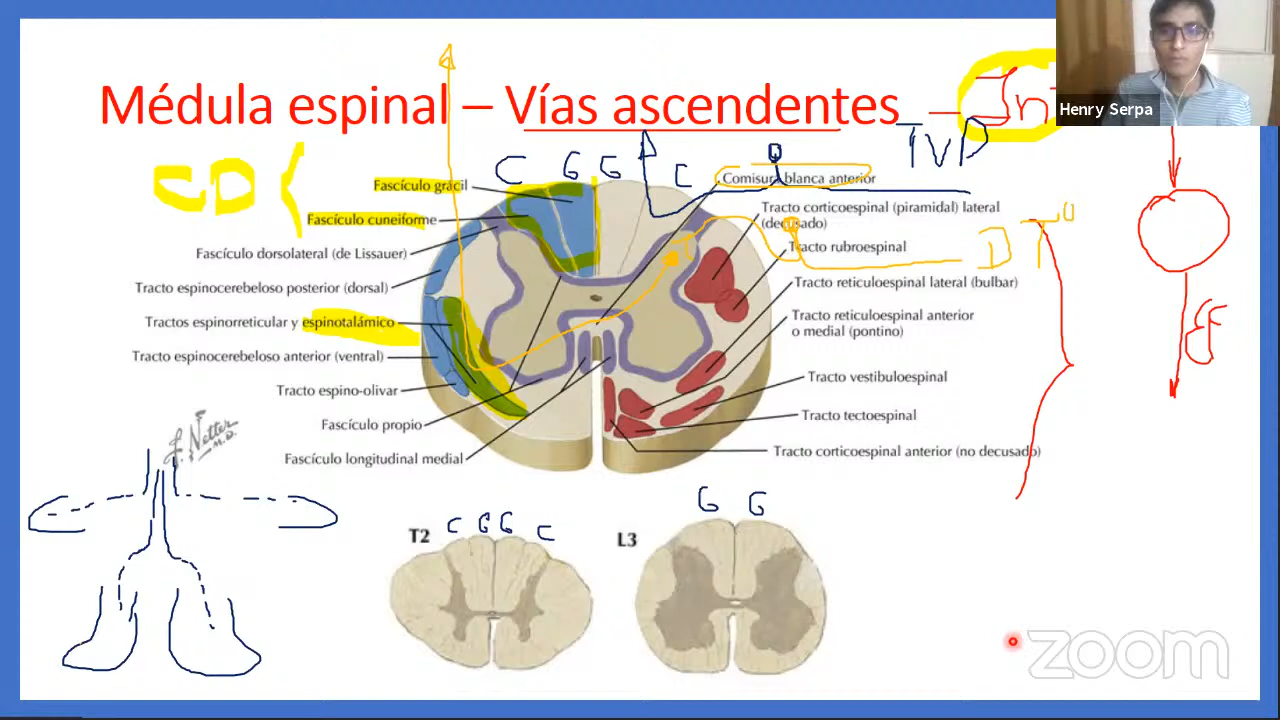 Médula espinal – Vías ascendentes
Henry Serpa
TVP
CD
C G G C
Fascículo grácil
Fascículo cuneiforme
Fascículo dorsolateral (de Lissauer)
Tracto espinocerebeloso posterior (dorsal)
Tractos espinorreticular y espinotalámico
Tracto espinocerebeloso anterior (ventral)
Tracto espino-olivar
Fascículo propio
Fascículo longitudinal medial
Comisura blanca anterior
Tracto corticoespinal (piramidal) lateral
(decusado)
Tracto rubroespinal
Tracto reticuloespinal lateral (bulbar)
Tracto reticuloespinal anterior
o medial (pontino)
Tracto vestibuloespinal
Tracto tectoespinal
Tracto corticoespinal anterior (no decusado)
D T°
EF
F. Netter
M.D.
T2
C G G C
L3
G G
zoom